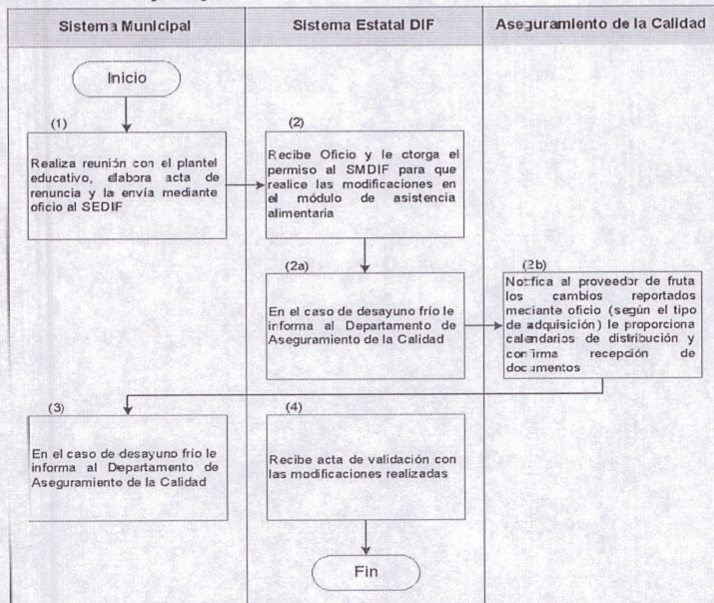 Sistema Municipal
Sistema Estatal DIF
Aseguramiento de la Calidad
Inicio
(1)
Realiza reunión con el plantel
educativo, elabora acta de
renuncia y la envía mediante
oficio al SEDIF
(2)
Recibe Oficio y le otorga el
permiso al SMDIF para que
realice las modificaciones en
el módulo de asistencia
alimentaria
(2a)
En el caso de desayuno frío le
informa al Departamento de
Aseguramiento de la Calidad
(2b)
Notifica al proveedor de fruta
los cambios reportados
mediante oficio (según el tipo
de adquisición) le proporciona
calendarios de distribución y
confirma recepción de
documentos
(3)
En el caso de desayuno frío le
informa al Departamento de
Aseguramiento de la Calidad
(4)
Recibe acta de validación con
las modificaciones realizadas
Fin